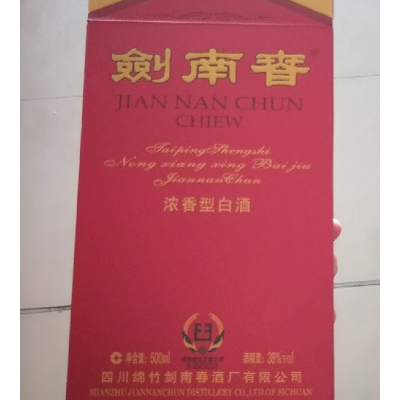 劍南春®
JIAN NAN CHUN
CHIEW
TaipingShengshi
Nong xiang xing Bai jiu
JiannanChun
浓香型白酒
净含量: 500ml 酒精度: 38%vol
四川绵竹剑南春酒厂有限公司
MIANZHU JIANNANCHUN DISTILLERY CO.,LTD.OF SICHUAN